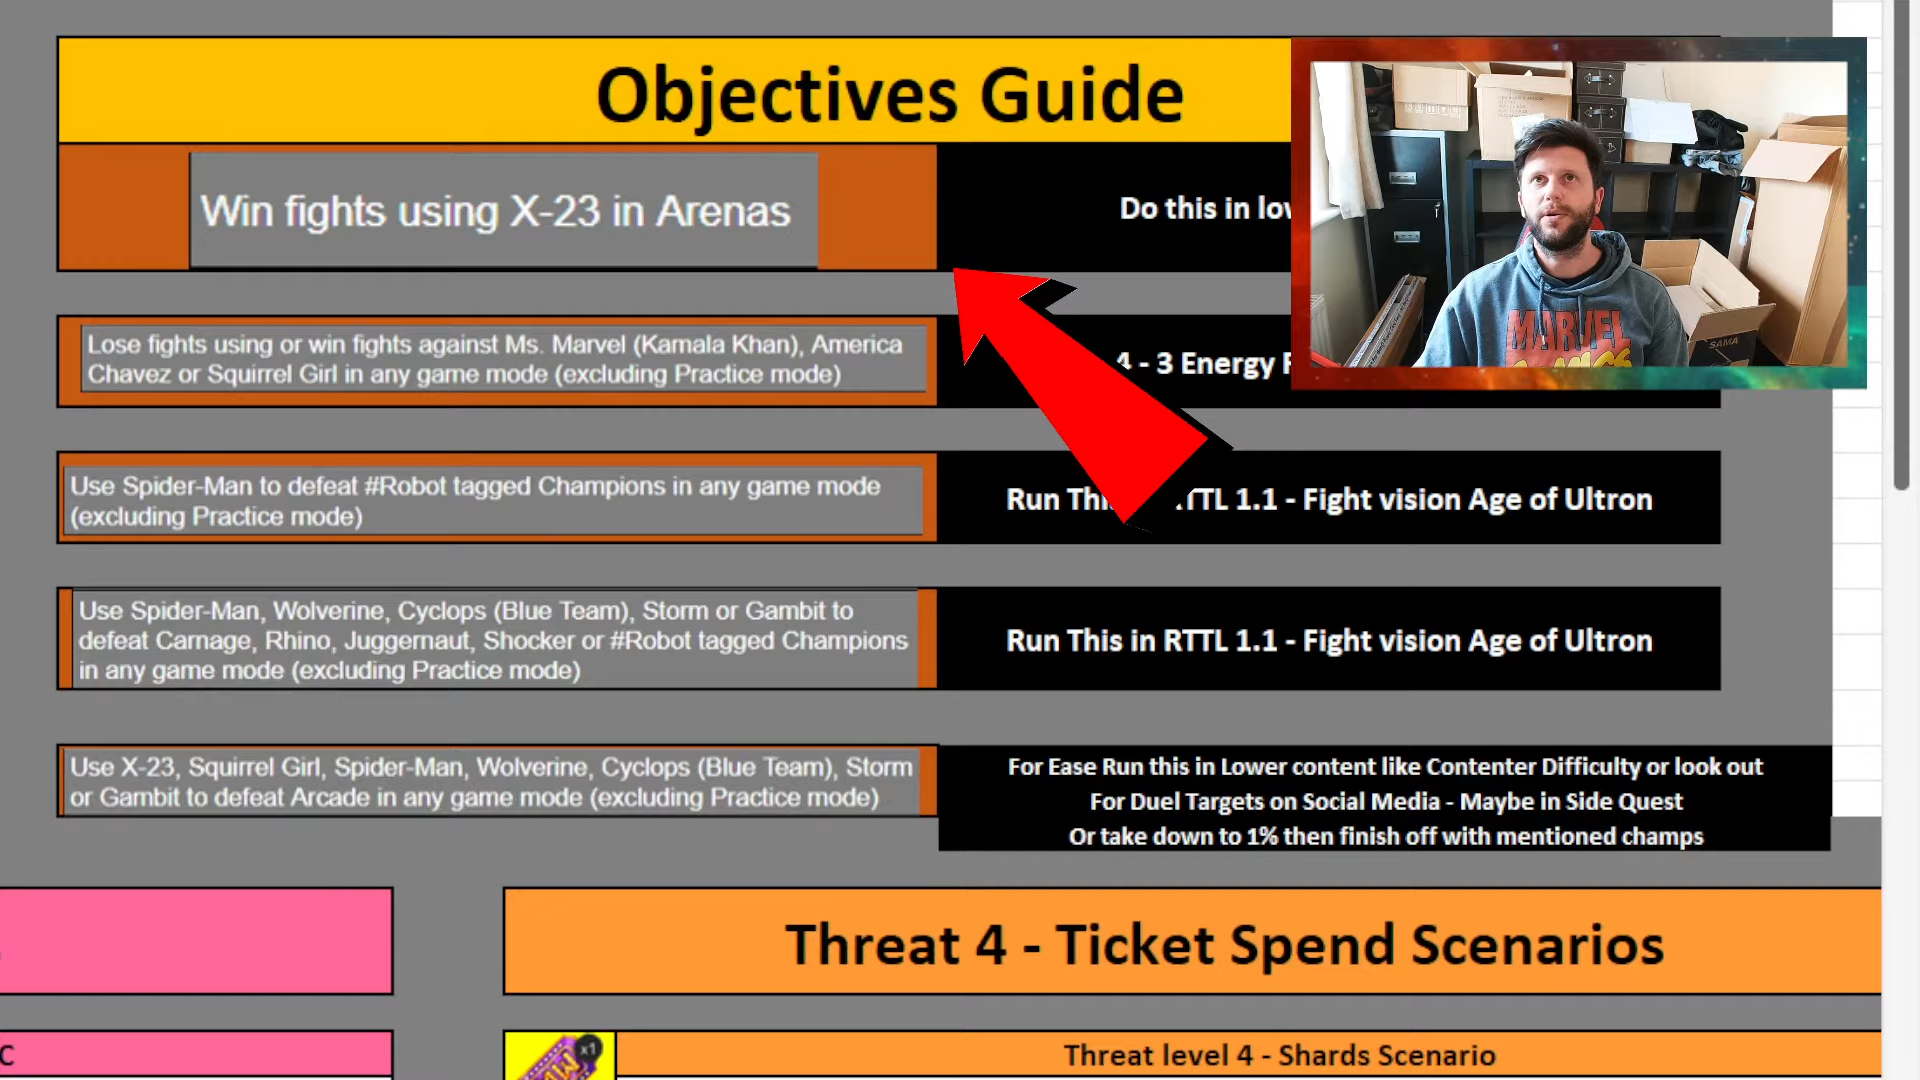 Objectives Guide
Win fights using X-23 in Arenas
Do this in
Lose fights using or win fights against Ms. Marvel (Kamala Khan), America
Chavez or Squirrel Girl in any game mode (excluding Practice mode)
4 - 3 Energy
Use Spider-Man to defeat #Robot tagged Champions in any game mode
(excluding Practice mode)
Run RTTL 1.1 - Fight vision Age of Ultron
Use Spider-Man, Wolverine, Cyclops (Blue Team), Storm or Gambit to
defeat Carnage, Rhino, Juggernaut, Shocker or #Robot tagged Champions
in any game mode (excluding Practice mode)
Run This in RTTL 1.1 - Fight vision Age of Ultron
Use X-23, Squirrel Girl, Spider-Man, Wolverine, Cyclops (Blue Team), Storm
or Gambit to defeat Arcade in any game mode (excluding Practice mode)
For Ease Run this in Lower content like Contenter Difficulty or look out
For Duel Targets on Social Media - Maybe in Side Quest
Or take down to 1% then finish off with mentioned champs
Threat 4 - Ticket Spend Scenarios
C
x1
Threat level 4 - Shards Scenario
MARVEL
SAMA